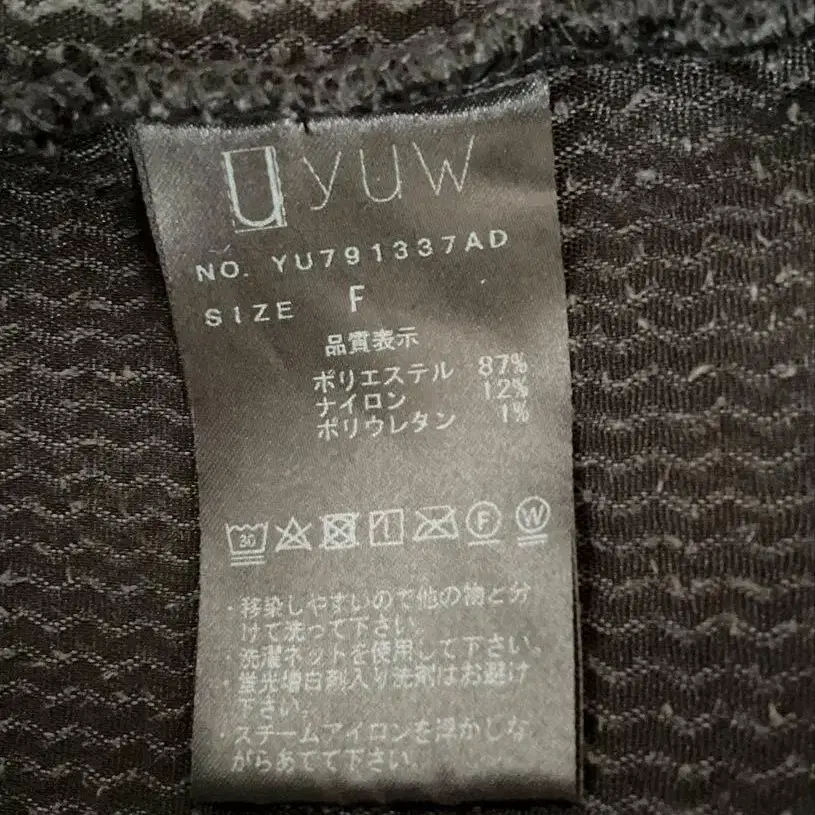 U yuw
NO. YU791337AD
SIZE F
品質表示
ポリエステル 87%
ナイロン 12%
ポリウレタン 1%
30 F W
・移染しやすいので他の物と分
けて洗って下さい。
・洗濯ネットを使用して下さい。
・蛍光増白剤入り洗剤はお避け
下さい。
・スチームアイロンを浮かしな
がらあてて下さい。